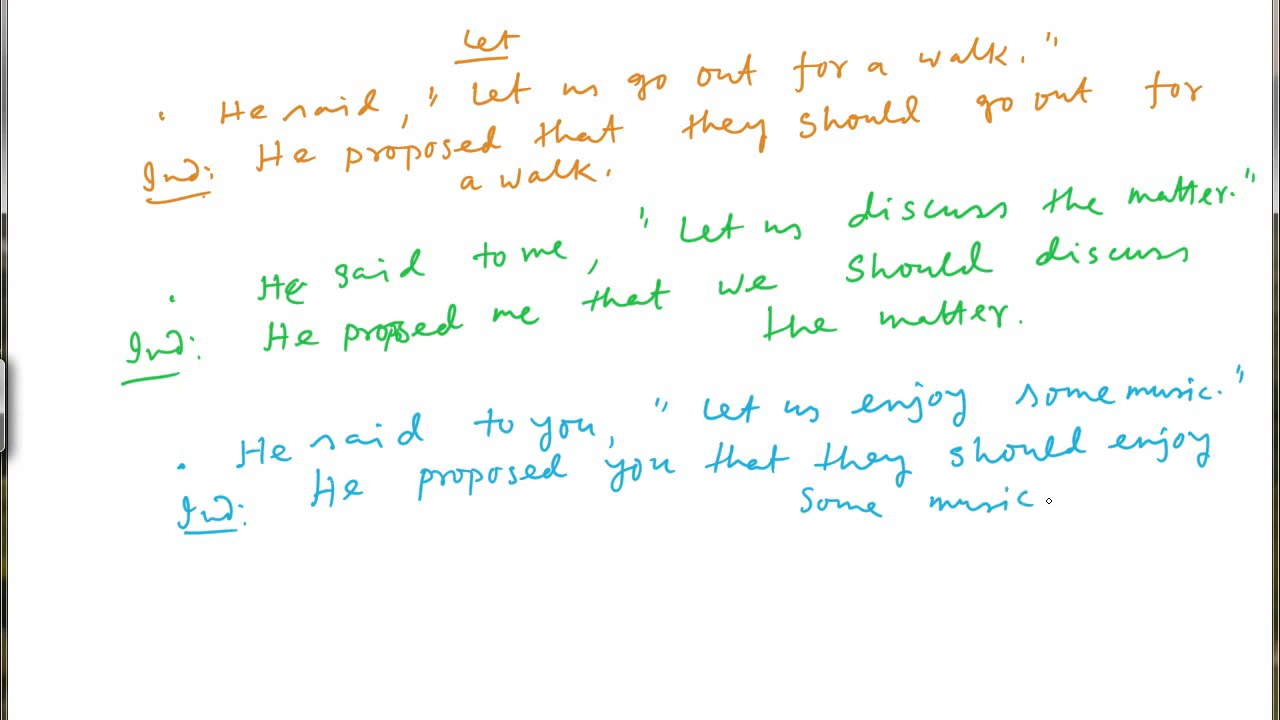 Let
• He said, "Let us go out for a walk."
Ind: He proposed that they should go out for
a walk.
• He said to me, "Let us discuss the matter."
Ind: He proposed me that we should discuss
the matter.
• He said to you, "Let us enjoy some music."
Ind: He proposed you that they should enjoy
some music.